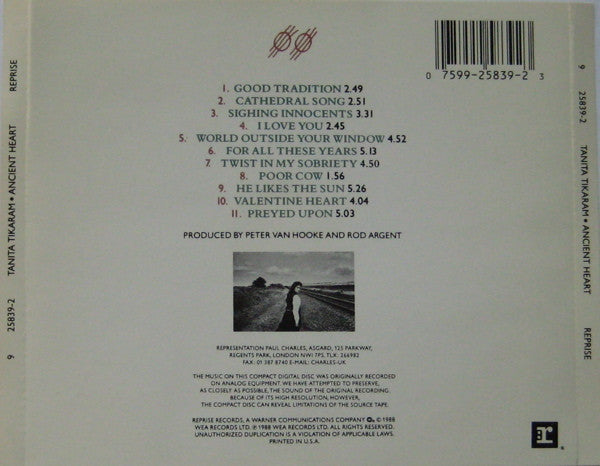 REPRISE
TANITA TIKARAM • ANCIENT HEART
9 25839-2
0 7599-25839-2 3
1. GOOD TRADITION 2.49
2. CATHEDRAL SONG 2.51
3. SIGHING INNOCENTS 3.31
4. I LOVE YOU 2.45
5. WORLD OUTSIDE YOUR WINDOW 4.52
6. FOR ALL THESE YEARS 5.13
7. TWIST IN MY SOBRIETY 4.50
8. POOR COW 1.56
9. HE LIKES THE SUN 5.26
10. VALENTINE HEART 4.04
11. PREYED UPON 5.03
PRODUCED BY PETER VAN HOOKE AND ROD ARGENT
REPRESENTATION PAUL CHARLES, ASGARD, 125 PARKWAY,
REGENTS PARK, LONDON NW1 7PS, TLX: 266982
FAX: 01 387 8740 E-MAIL: CHARLES-UK
THE MUSIC ON THIS COMPACT DIGITAL DISC WAS ORIGINALLY RECORDED
ON ANALOG EQUIPMENT. WE HAVE ATTEMPTED TO PRESERVE,
AS CLOSELY AS POSSIBLE, THE SOUND OF THE ORIGINAL RECORDING.
BECAUSE OF ITS HIGH RESOLUTION, HOWEVER,
THE COMPACT DISC CAN REVEAL LIMITATIONS OF THE SOURCE TAPE.
REPRISE RECORDS, A WARNER COMMUNICATIONS COMPANY © 1988
WEA RECORDS LTD. ℗ 1988 WEA RECORDS LTD. ALL RIGHTS RESERVED.
UNAUTHORIZED DUPLICATION IS A VIOLATION OF APPLICABLE LAWS.
PRINTED IN U.S.A.
r:
9 25839-2
TANITA TIKARAM • ANCIENT HEART
REPRISE